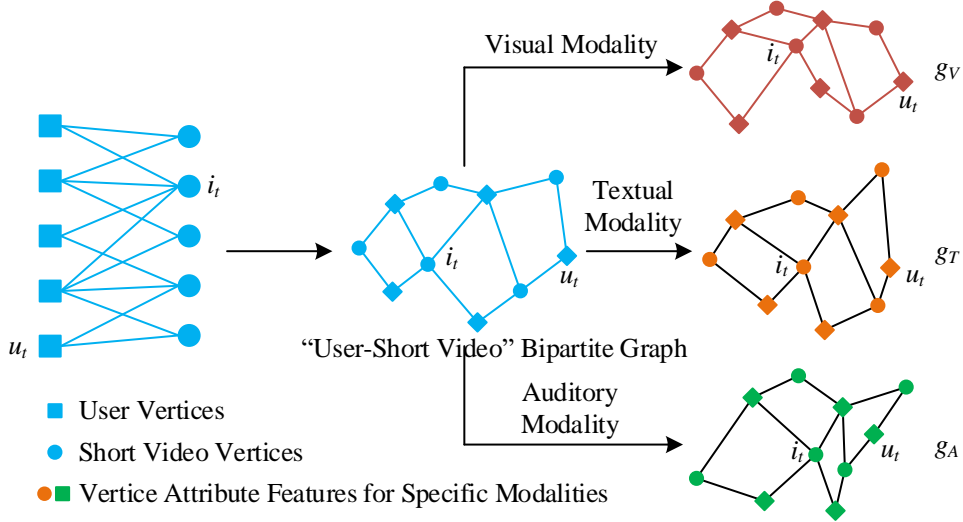 Visual Modality
i_t
g_V
u_t
i_t
Textual
Modality
i_t
u_t
i_t
g_T
u_t
u_t
“User-Short Video” Bipartite Graph
User Vertices
Auditory
Modality
Short Video Vertices
i_t
u_t
g_A
Vertice Attribute Features for Specific Modalities